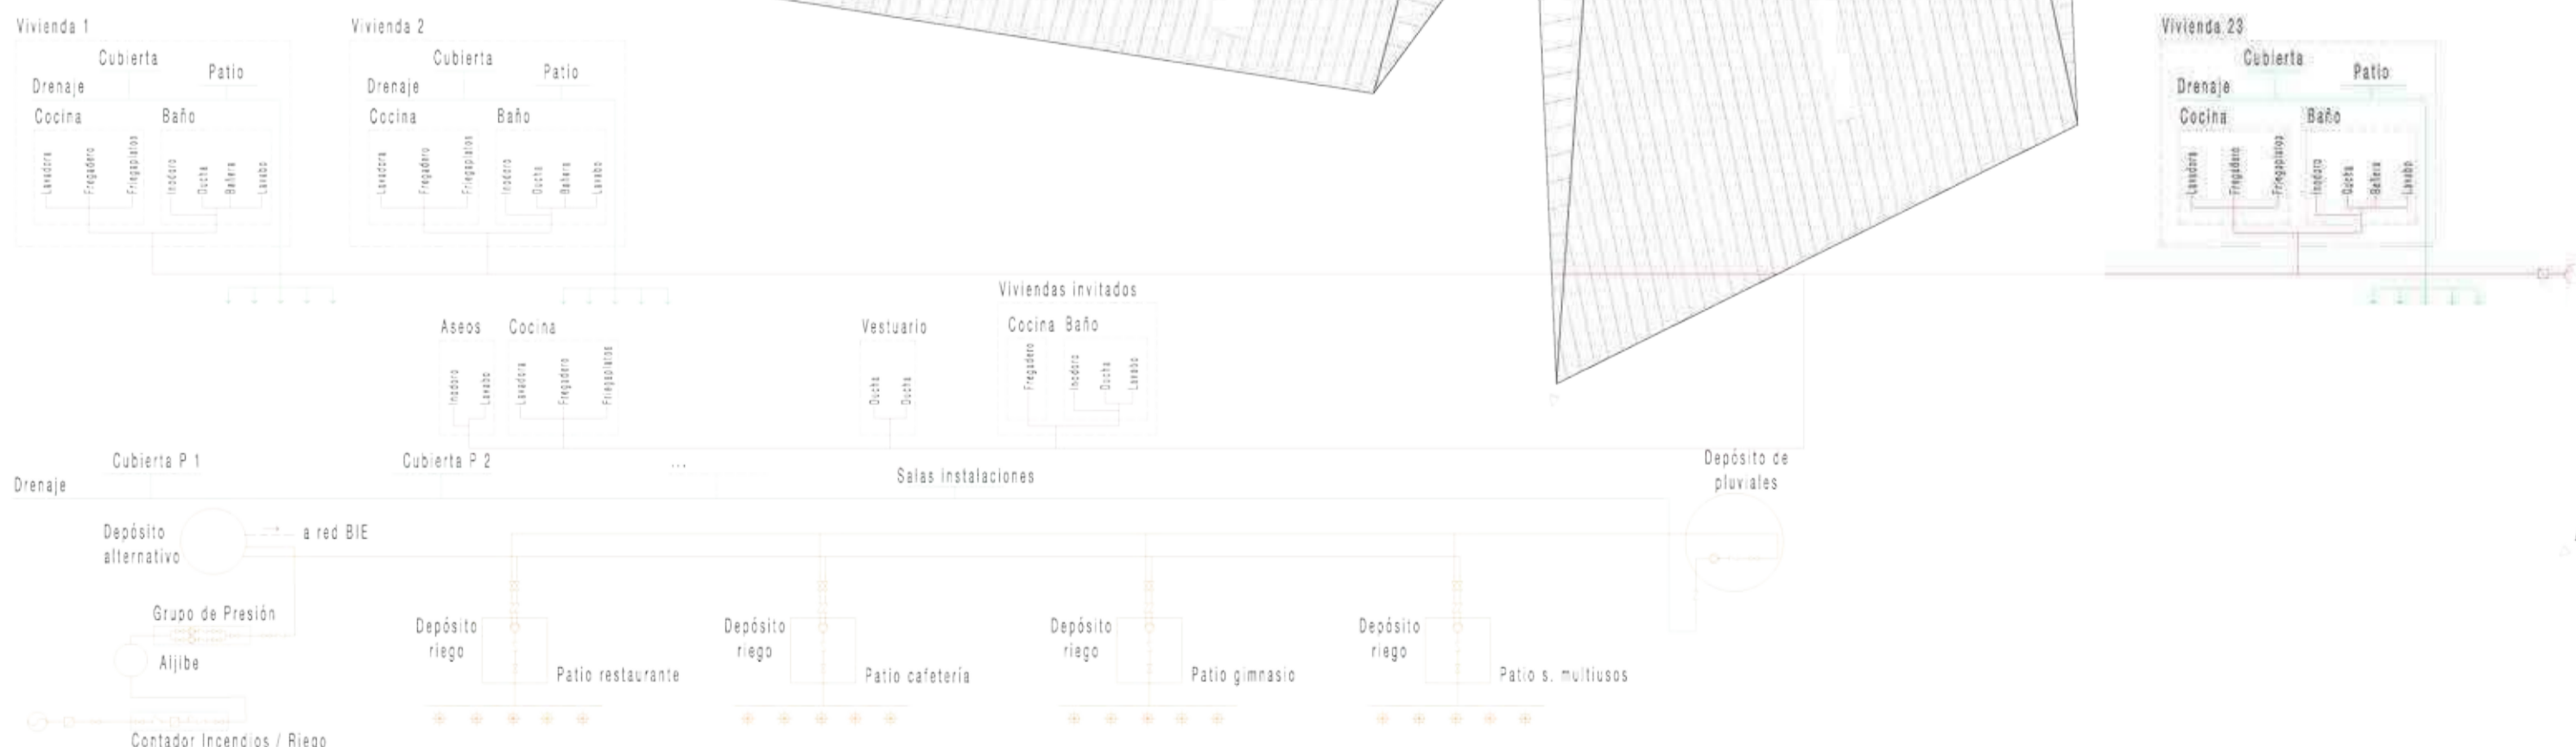 Vivienda 1
Cubierta
Patio
Drenaje
Cocina
Baño
Lavadora
Fregadero
Friegaplatos
Inodoro
Ducha
Bañera
Lavabo
Vivienda 2
Cubierta
Patio
Drenaje
Cocina
Baño
Lavadora
Fregadero
Friegaplatos
Inodoro
Ducha
Bañera
Lavabo
Vivienda 23
Cubierta
Patio
Drenaje
Cocina
Baño
Lavadora
Fregadero
Friegaplatos
Inodoro
Ducha
Bañera
Lavabo
Aseos
Inodoro
Lavabo
Cocina
Lavadora
Fregadero
Friegaplatos
Vestuario
Ducha
Ducha
Viviendas invitados
Cocina
Baño
Fregadero
Inodoro
Ducha
Lavabo
Cubierta P 1
Cubierta P 2
...
Salas instalaciones
Drenaje
Depósito de
pluviales
Depósito
alternativo
a red BIE
Grupo de Presión
Aljibe
Contador Incendios / Riego
Depósito
riego
Patio restaurante
Depósito
riego
Patio cafetería
Depósito
riego
Patio gimnasio
Depósito
riego
Patio s. multiusos